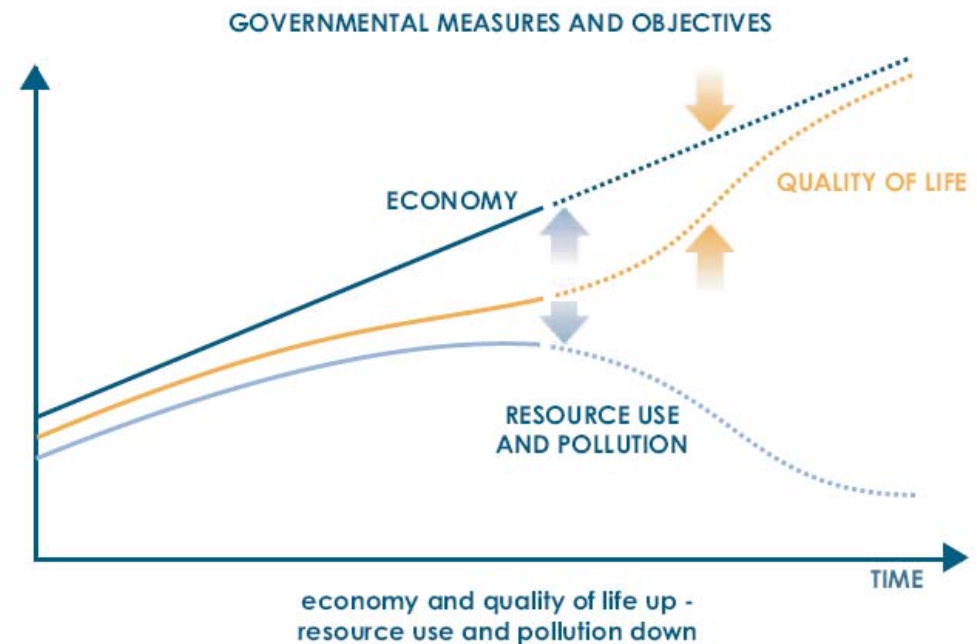 GOVERNMENTAL MEASURES AND OBJECTIVES
ECONOMY
QUALITY OF LIFE
RESOURCE USE
AND POLLUTION
TIME
economy and quality of life up -
resource use and pollution down